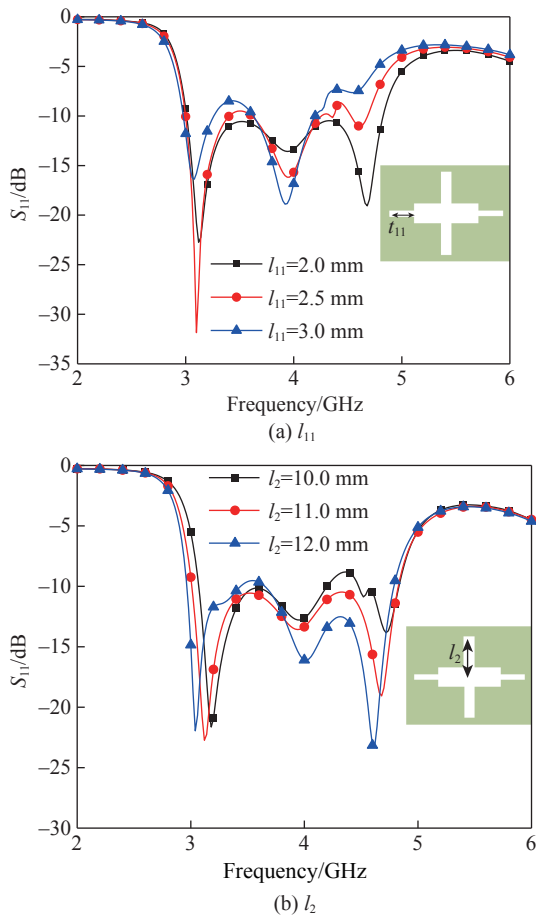 0
−5
−10
−15
−20
−25
−30
−35
S₁₁/dB
t₁₁
l₁₁=2.0 mm
l₁₁=2.5 mm
l₁₁=3.0 mm
2 3 4 5 6
Frequency/GHz
(a) l₁₁
0
−5
−10
−15
−20
−25
−30
S₁₁/dB
l₂=10.0 mm
l₂=11.0 mm
l₂=12.0 mm
l₂
2 3 4 5 6
Frequency/GHz
(b) l₂